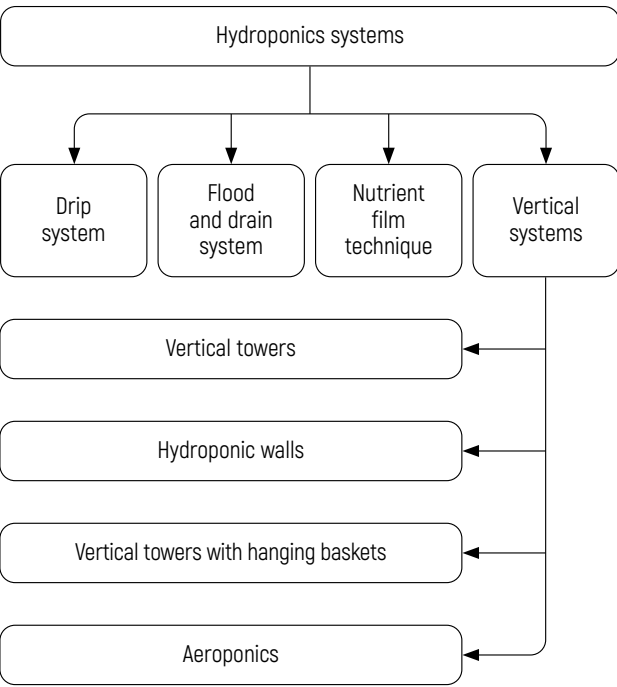 Hydroponics systems
Drip
system
Flood
and drain
system
Nutrient
film
technique
Vertical
systems
Vertical towers
Hydroponic walls
Vertical towers with hanging baskets
Aeroponics